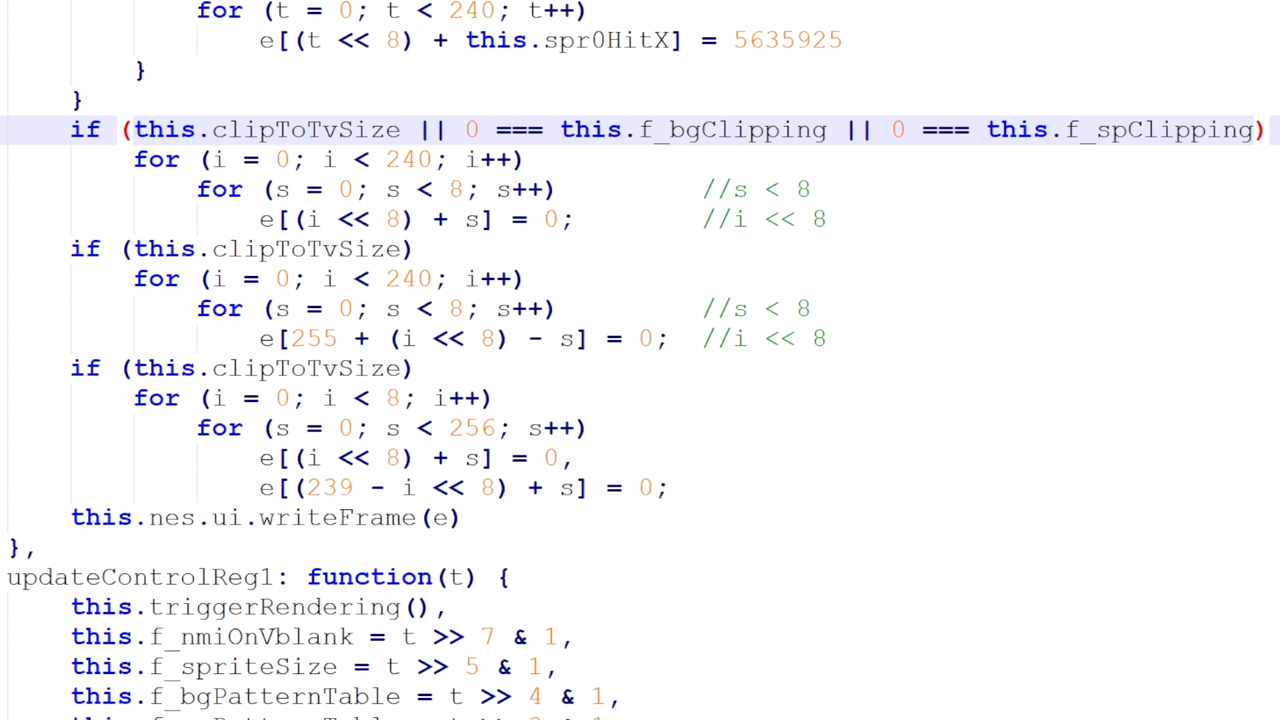 for (t = 0; t < 240; t++)
e[(t << 8) + this.spr0HitX] = 5635925
}
}
if (this.clipToTvSize || 0 === this.f_bgClipping || 0 === this.f_spClipping)
for (i = 0; i < 240; i++)
for (s = 0; s < 8; s++) //s < 8
e[(i << 8) + s] = 0; //i << 8
if (this.clipToTvSize)
for (i = 0; i < 240; i++)
for (s = 0; s < 8; s++) //s < 8
e[255 + (i << 8) - s] = 0; //i << 8
if (this.clipToTvSize)
for (i = 0; i < 8; i++)
for (s = 0; s < 256; s++)
e[(i << 8) + s] = 0,
e[(239 - i << 8) + s] = 0;
this.nes.ui.writeFrame(e)
},
updateControlReg1: function(t) {
this.triggerRendering(),
this.f_nmiOnVblank = t >> 7 & 1,
this.f_spriteSize = t >> 5 & 1,
this.f_bgPatternTable = t >> 4 & 1,